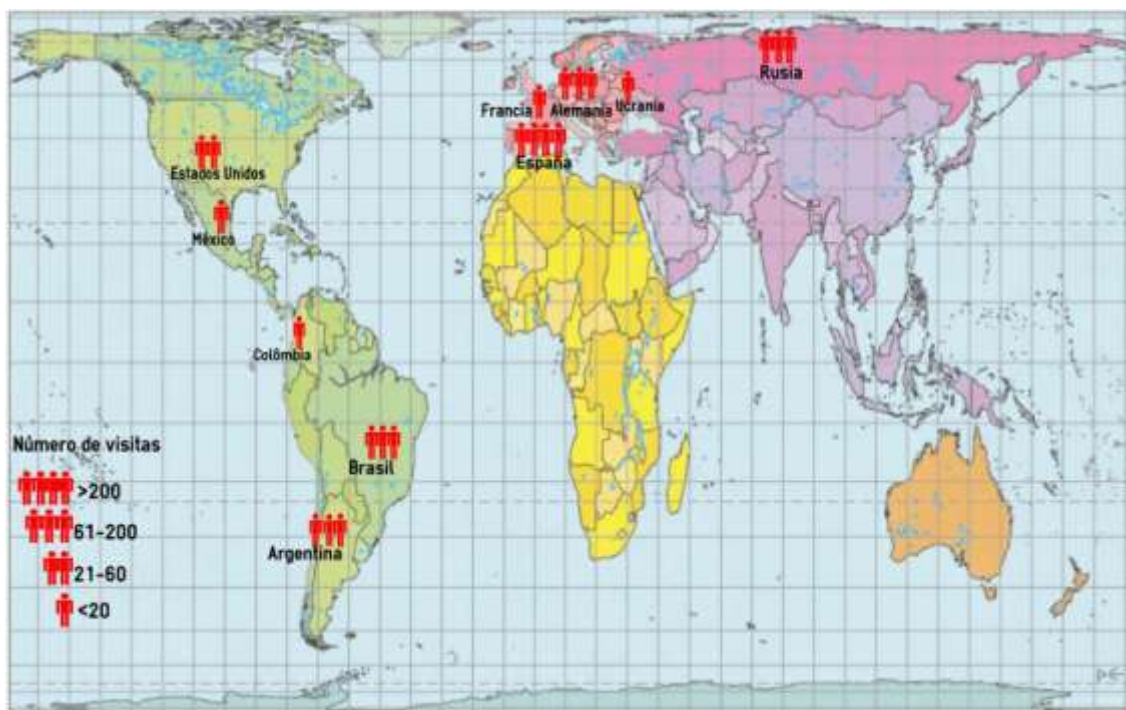 Rusia
Francia
Alemania
Ucrania
España
Estados Unidos
México
Colômbia
Brasil
Argentina
Número de visitas
>200
61-200
21-60
<20